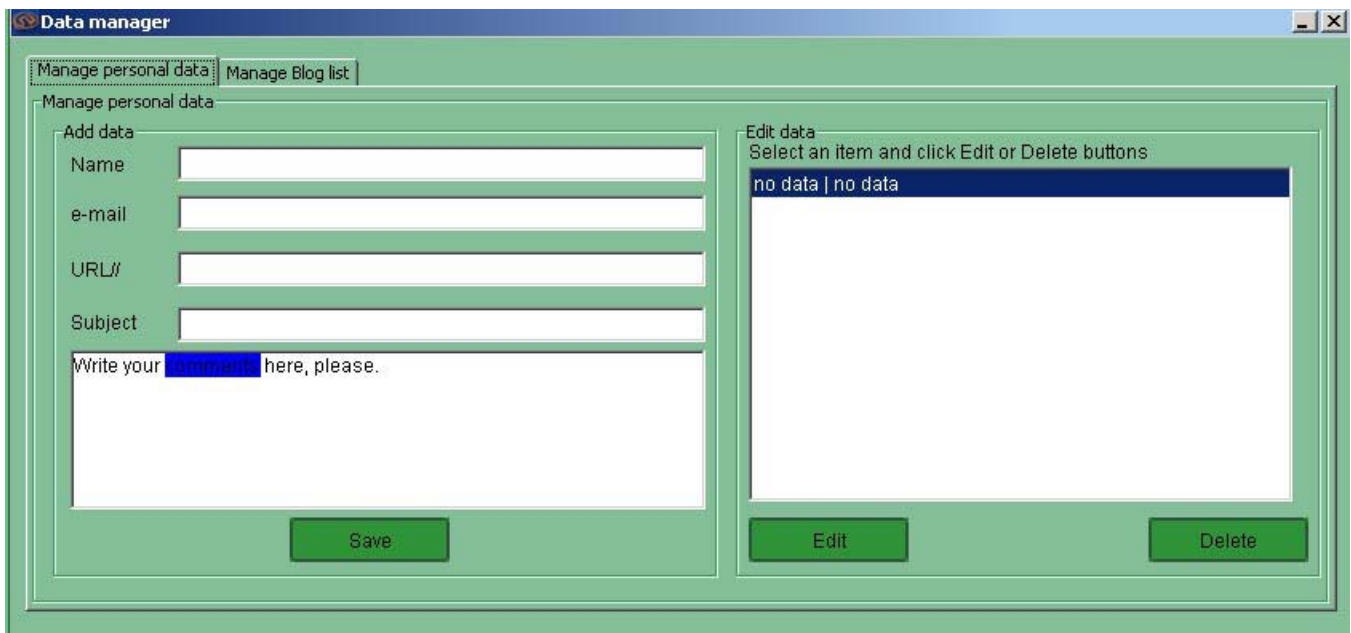 Data manager
Manage personal data
Manage Blog list
Manage personal data
Add data
Name
e-mail
URL//
Subject
Write your comments here, please.
Save
Edit data
Select an item and click Edit or Delete buttons
no data | no data
Edit
Delete